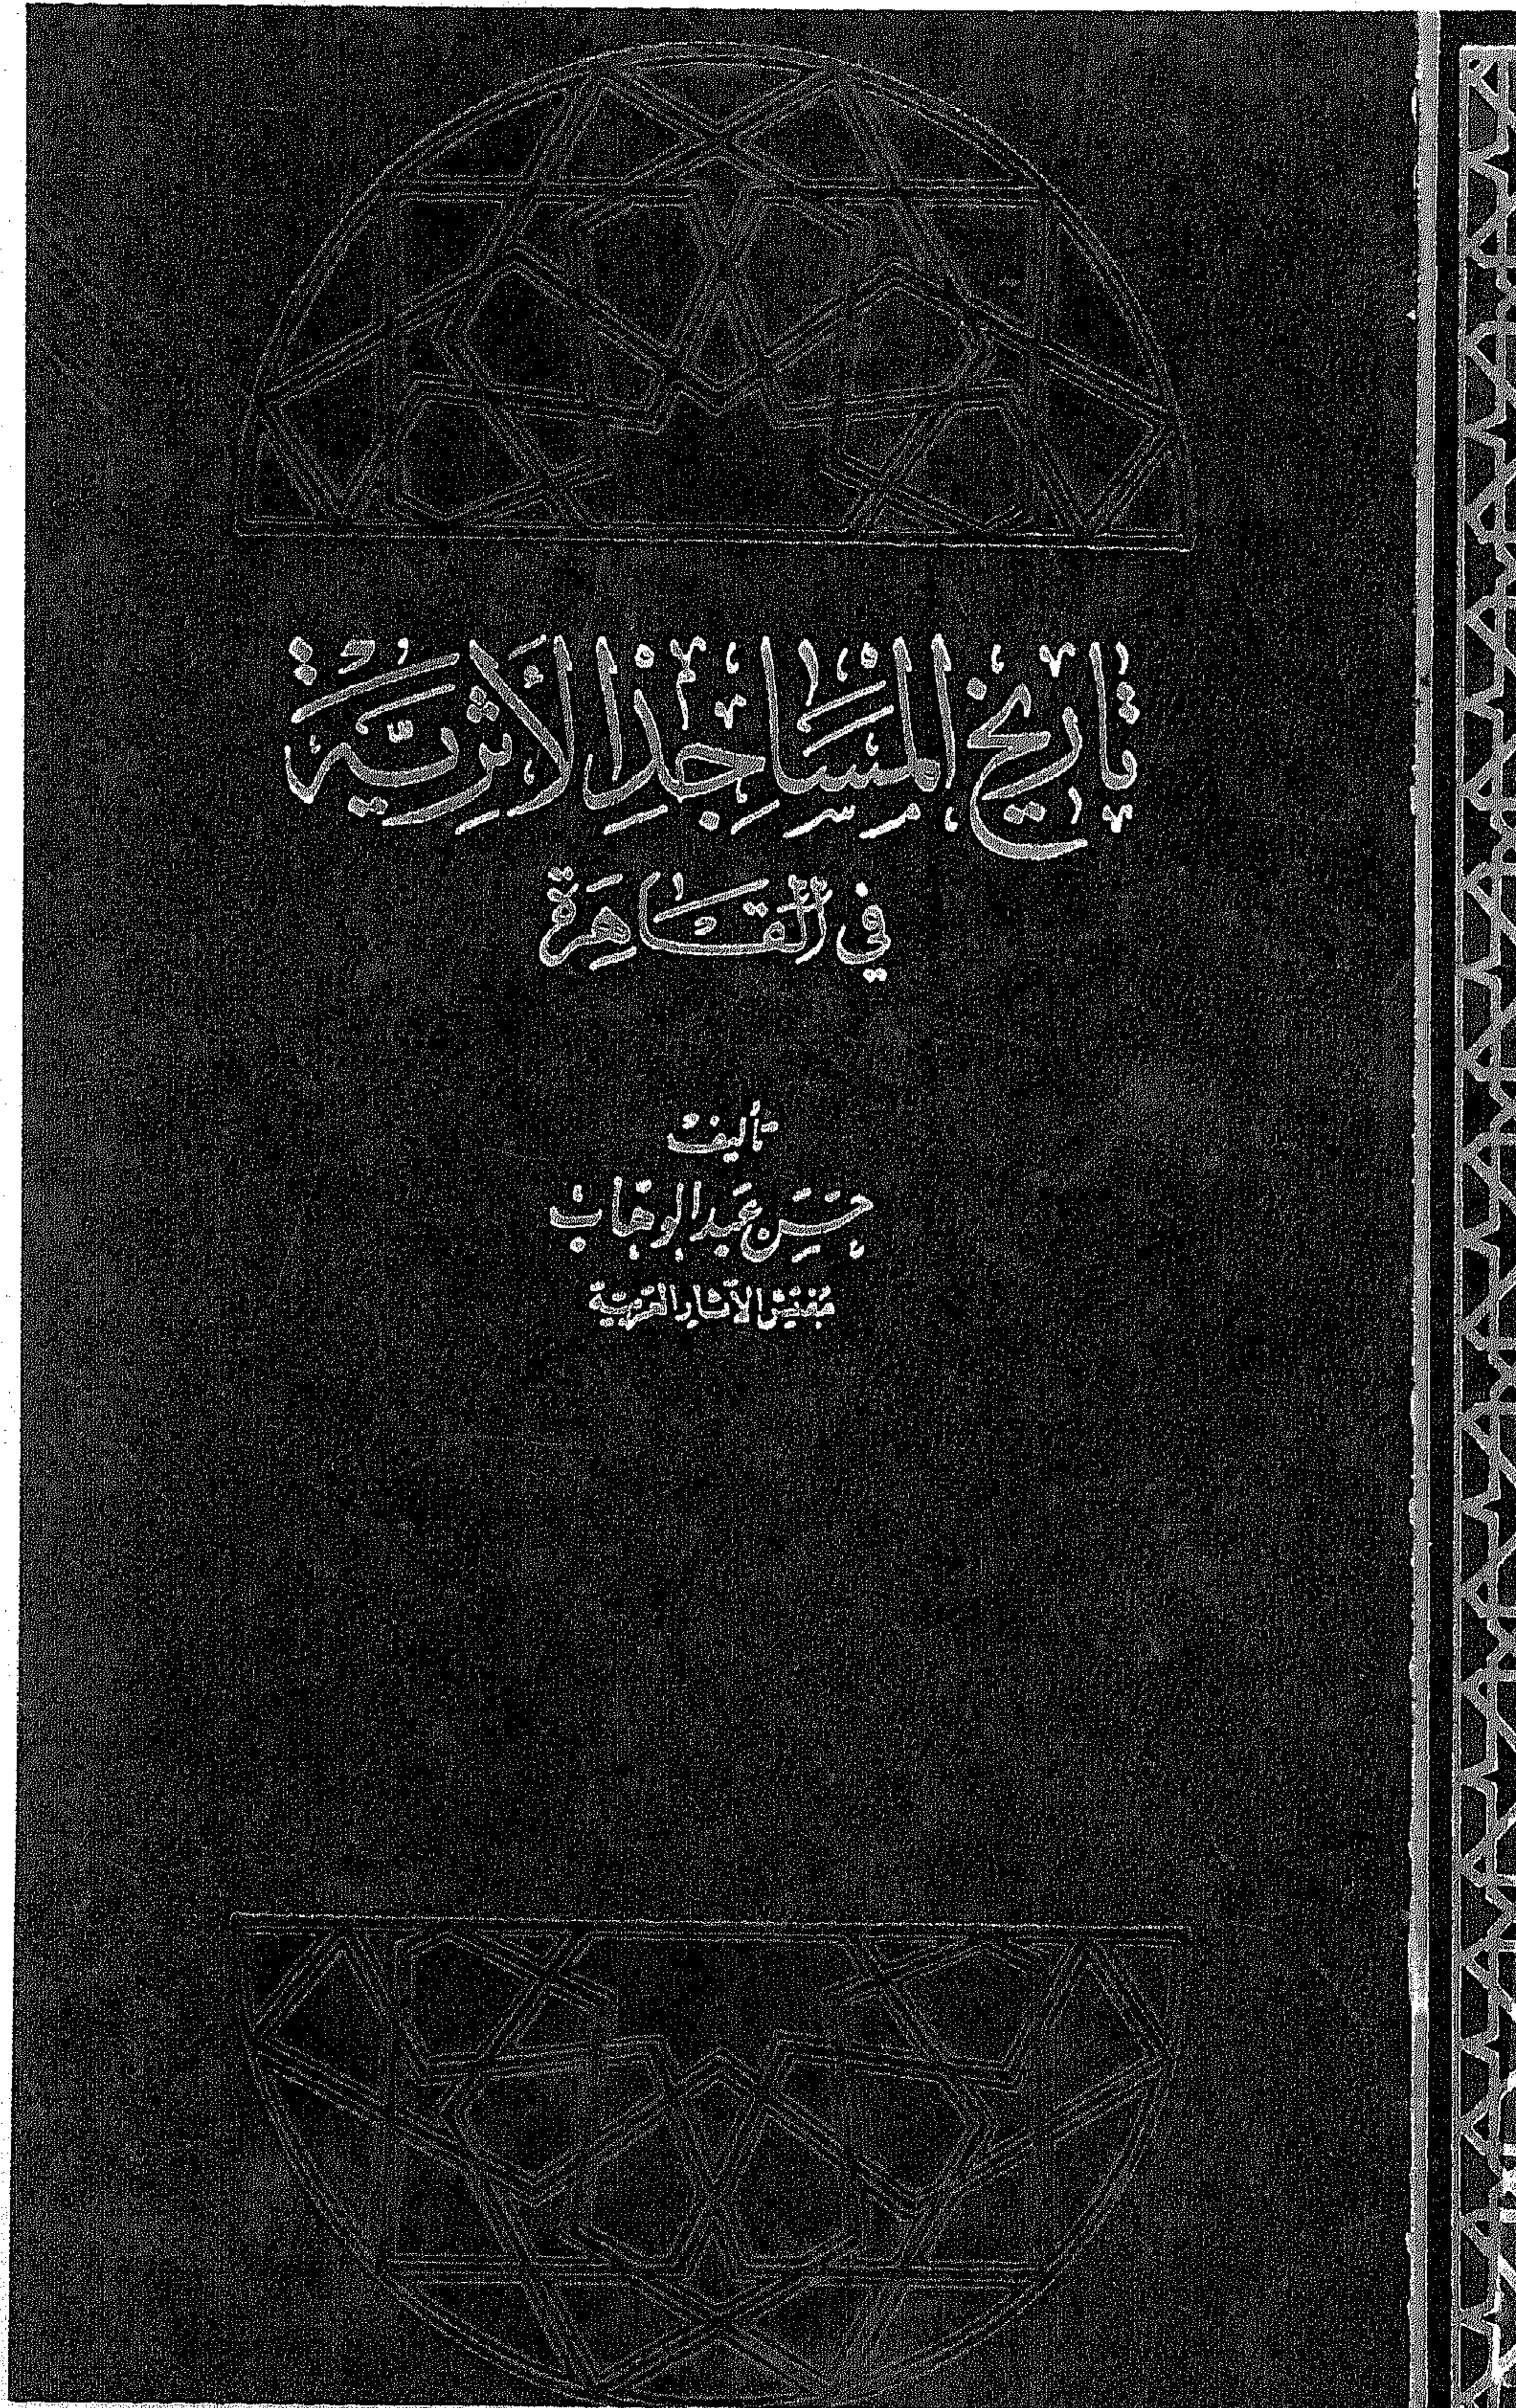 تاريخ المساجد الأثرية
في القاهرة
تأليف
حسن عبد الوهاب
مفتش الآثار العربية